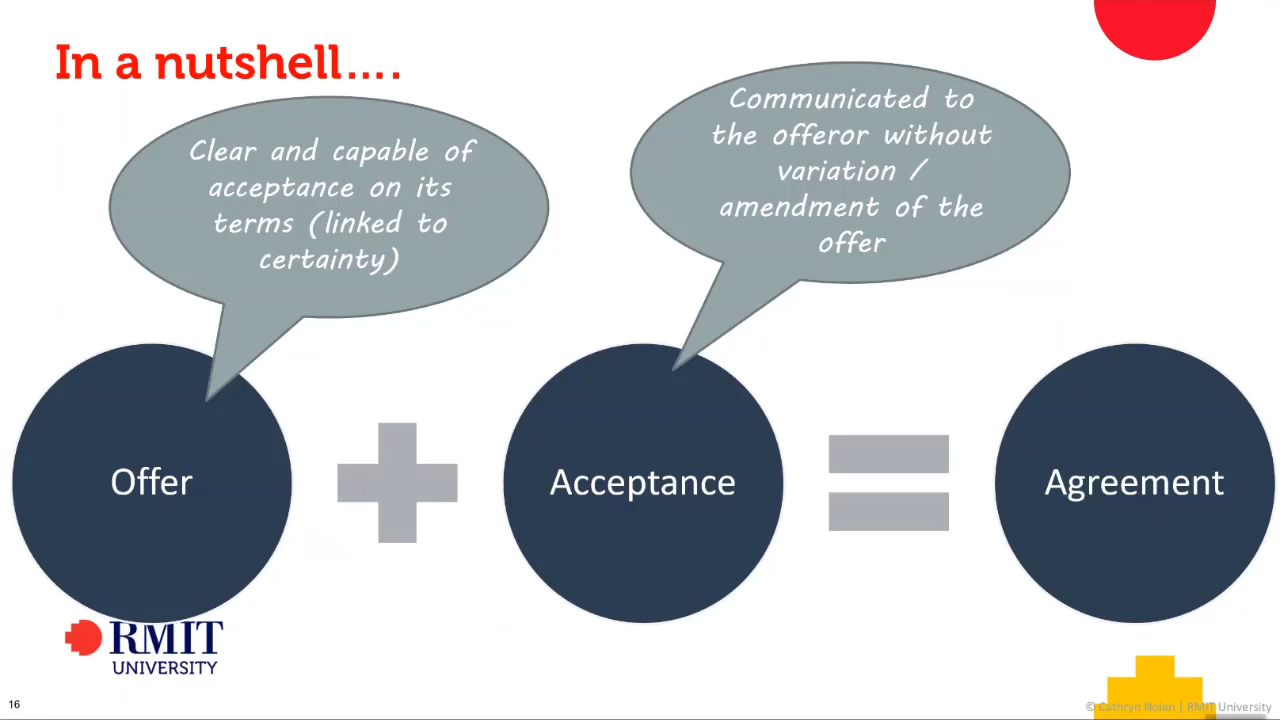 In a nutshell....
Clear and capable of
acceptance on its
terms (linked to
certainty)
Communicated to
the offeror without
variation /
amendment of the
offer
Offer
Acceptance
Agreement
RMIT
UNIVERSITY
16
© Cathryn Nolan | RMIT University